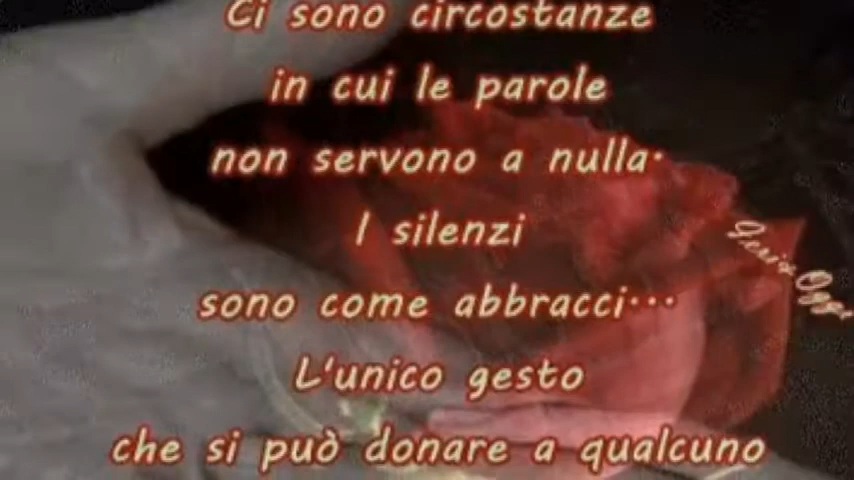 Ci sono circostanze
in cui le parole
non servono a nulla.
I silenzi
sono come abbracci...
L'unico gesto
che si può donare a qualcuno